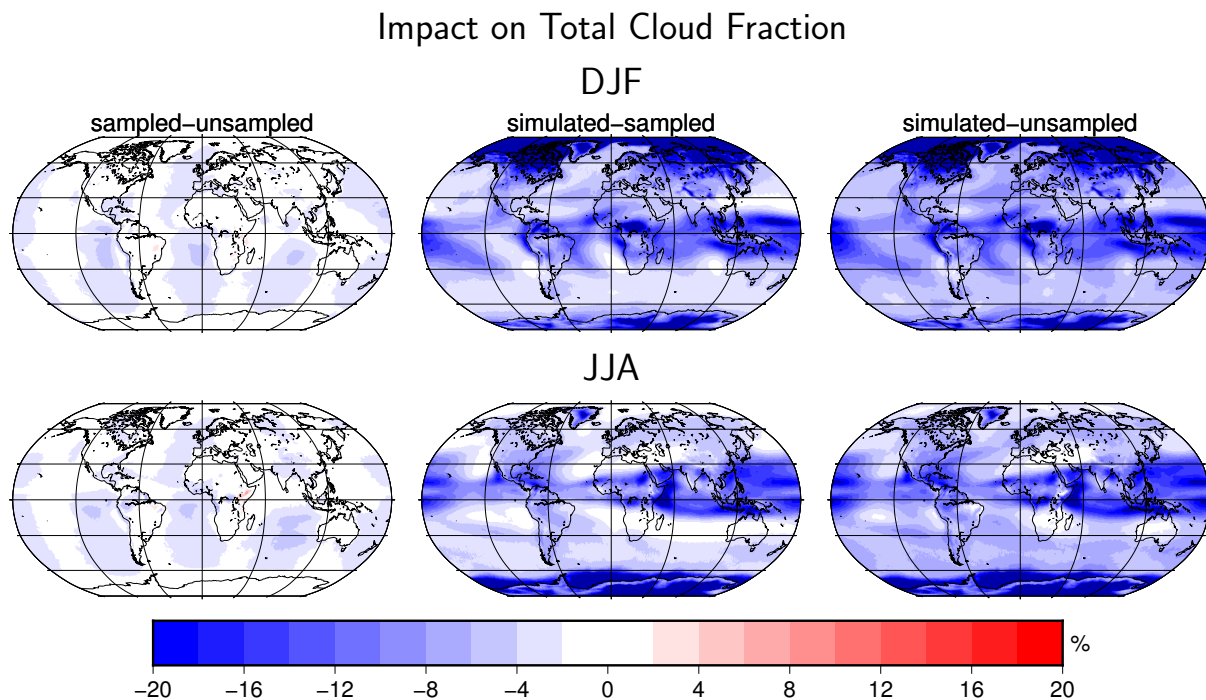 Impact on Total Cloud Fraction
DJF
sampled−unsampled
simulated−sampled
simulated−unsampled
JJA
%
−20 −16 −12 −8 −4 0 4 8 12 16 20